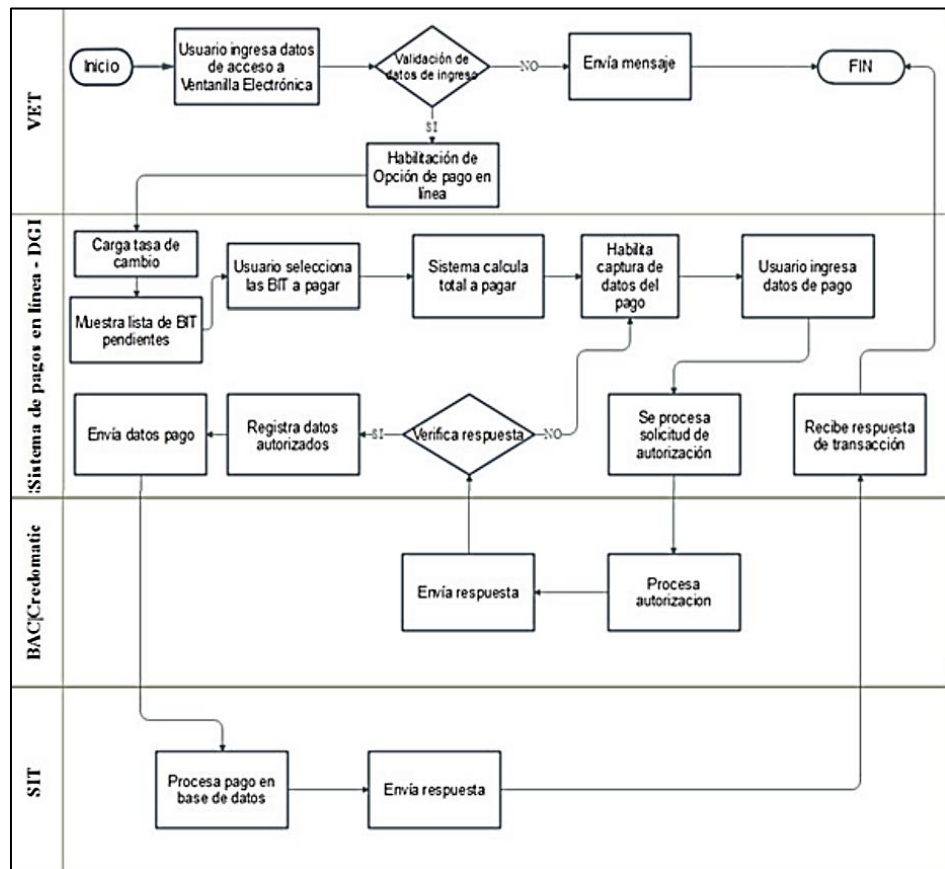 VET
Inicio
Usuario ingresa datos
de acceso a
Ventanilla Electrónica
Validación de
datos de ingreso
NO
Envía mensaje
FIN
SI
Habilitación de
Opción de pago en
línea
Sistema de pagos en línea - DGI
Carga tasa de
cambio
Muestra lista de BIT
pendientes
Usuario selecciona
las BIT a pagar
Sistema calcula
total a pagar
Habilita
captura de
datos del
pago
Usuario ingresa
datos de pago
Envía datos pago
Registra datos
autorizados
SI
Verifica respuesta
NO
Se procesa
solicitud de
autorización
Recibe respuesta
de transacción
BAC|Credomatic
Envía respuesta
Procesa
autorizacion
SIT
Procesa pago en
base de datos
Envía respuesta